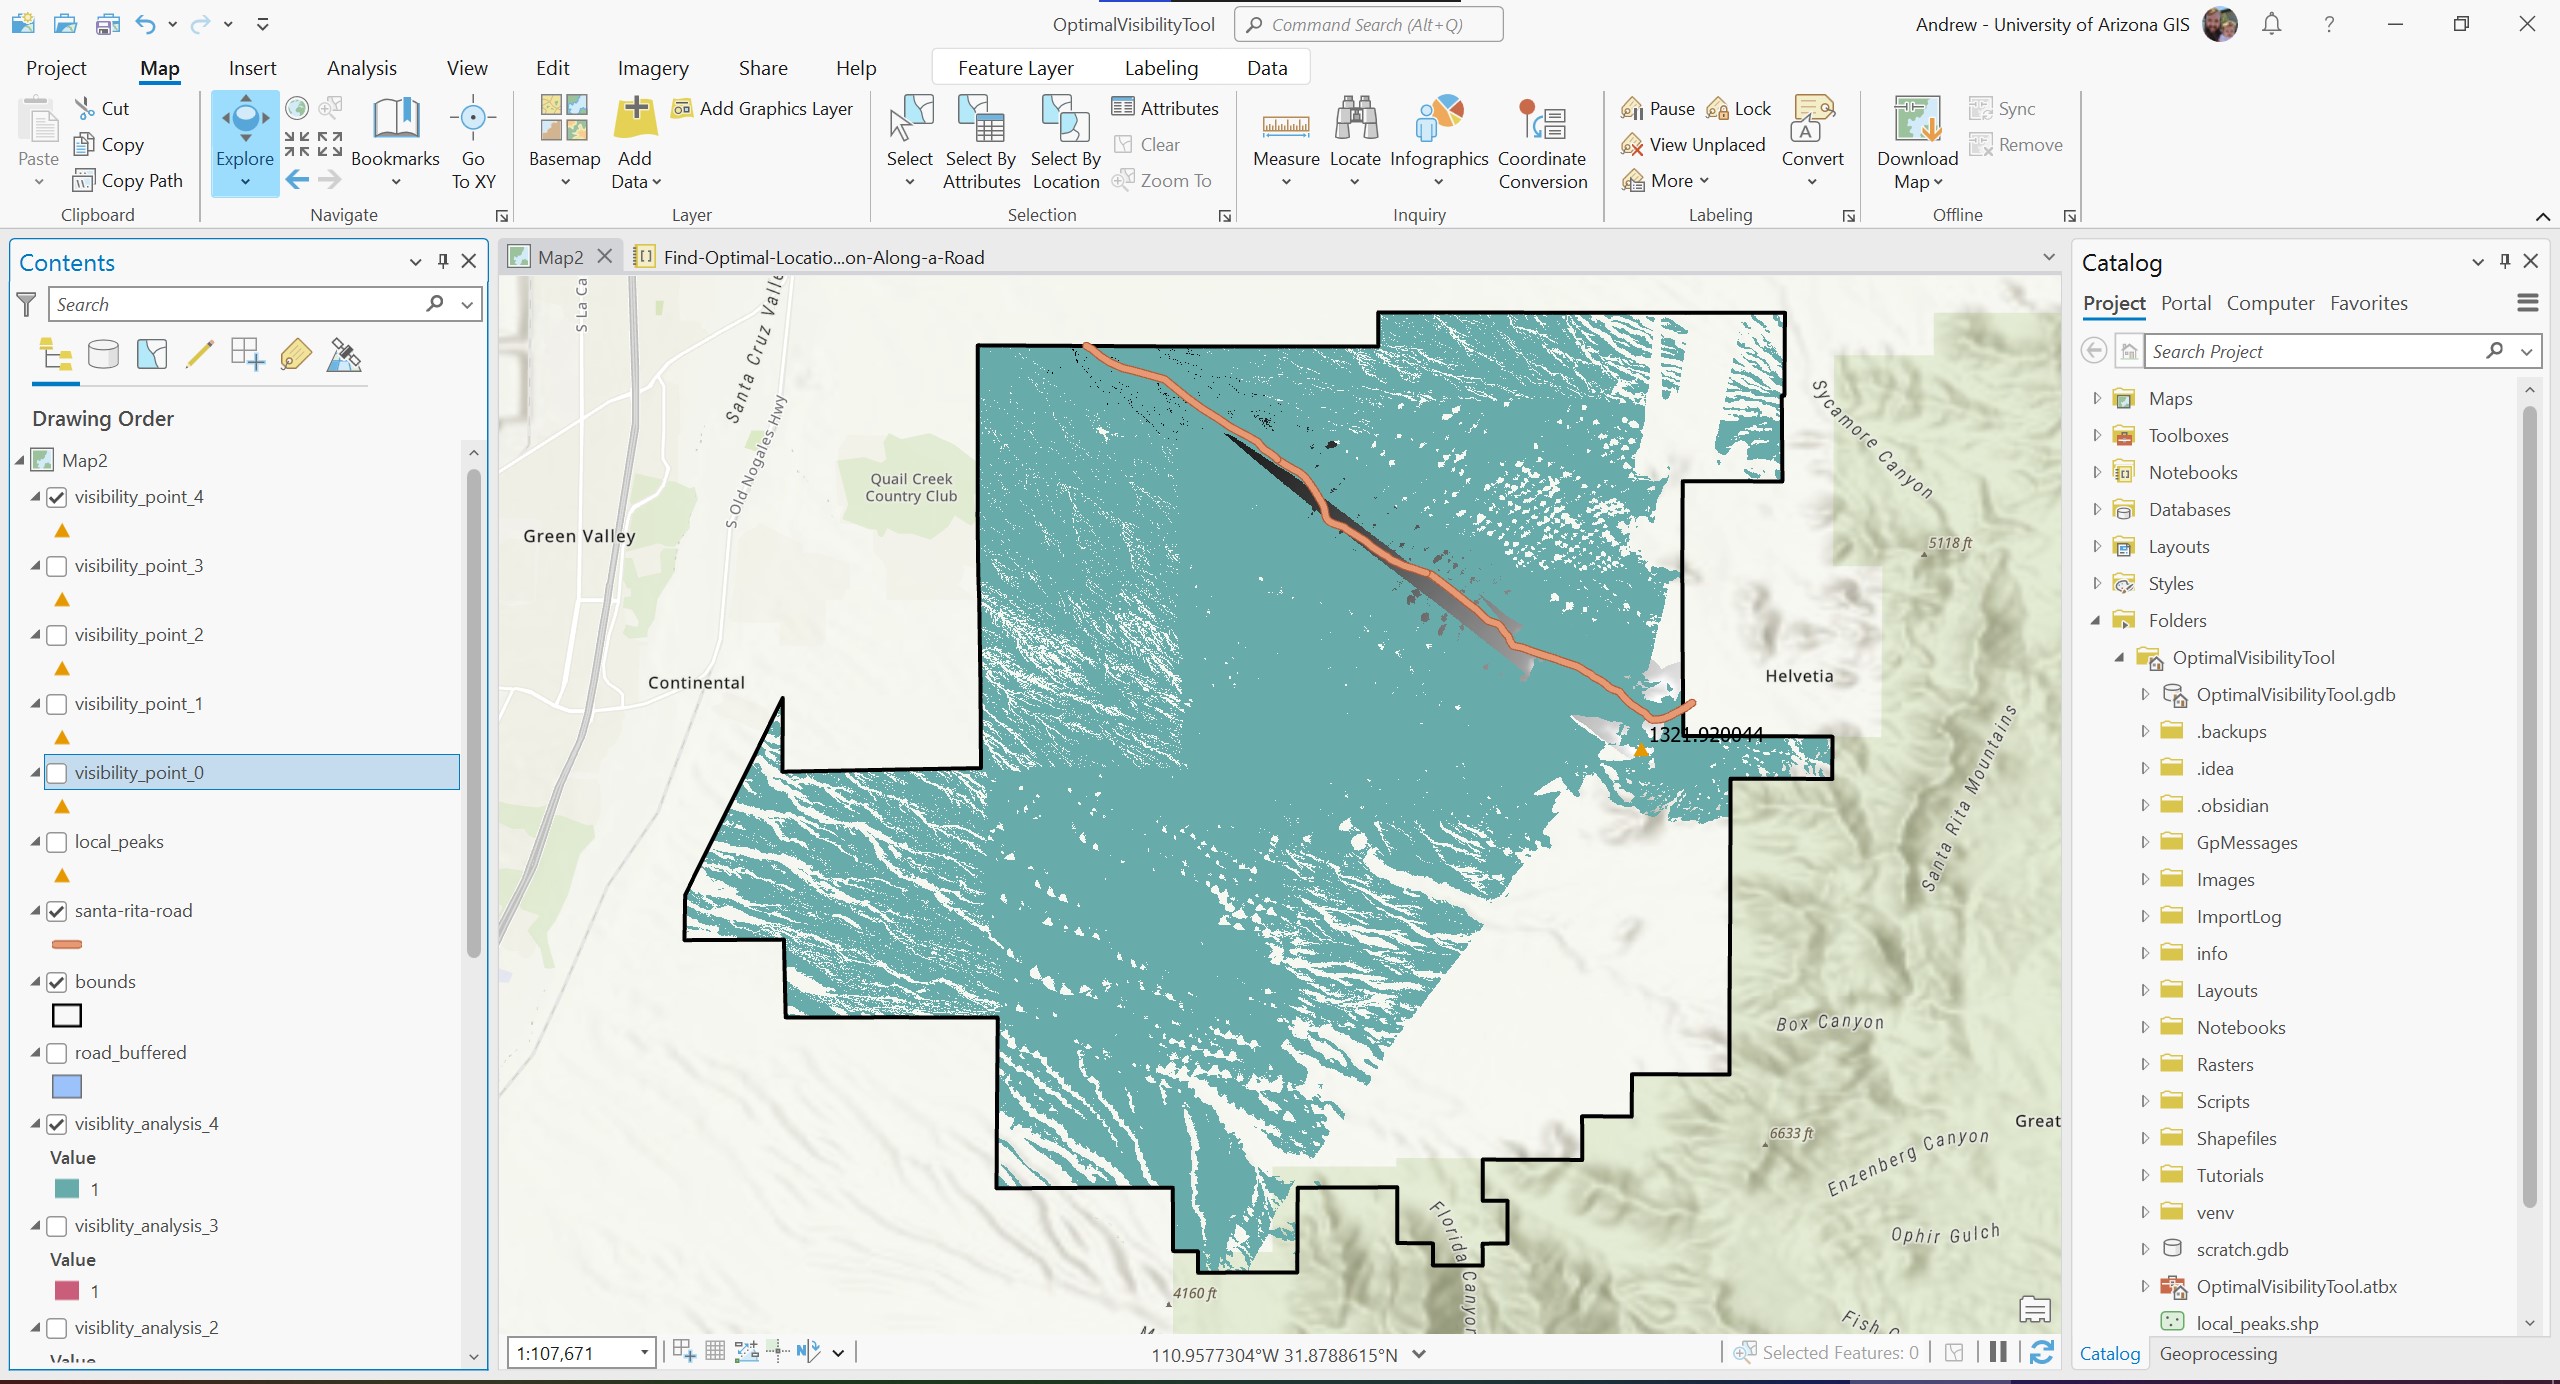 OptimalVisibilityTool
Command Search (Alt+Q)
Andrew - University of Arizona GIS
Project
Map
Insert
Analysis
View
Edit
Imagery
Share
Help
Feature Layer
Labeling
Data
Paste
Cut
Copy
Copy Path
Clipboard
Explore
Bookmarks
Go To XY
Navigate
Basemap
Add Data
Add Graphics Layer
Layer
Select
Select By Attributes
Select By Location
Attributes
Clear
Zoom To
Selection
Measure
Locate
Infographics
Coordinate Conversion
Inquiry
Pause
Lock
View Unplaced
More
Convert
Labeling
Download Map
Sync
Remove
Offline
Contents
Search
Drawing Order
Map2
visibility_point_4
visibility_point_3
visibility_point_2
visibility_point_1
visibility_point_0
local_peaks
santa-rita-road
bounds
road_buffered
visiblity_analysis_4
Value
1
visiblity_analysis_3
Value
1
visiblity_analysis_2
Value
Map2
Find-Optimal-Locatio...on-Along-a-Road
S La Ca
Santa Cruz Valle
S Old Nogales Hwy
Quail Creek
Country Club
Green Valley
Continental
Sycamore Canyon
5118 ft
Helvetia
1321.920044
Santa Rita Mountains
Box Canyon
Great
6633 ft
Enzenberg Canyon
Ophir Gulch
Florida Canyon
4160 ft
Fish C
1:107,671
110.9577304°W 31.8788615°N
Selected Features: 0
Catalog
Project
Portal
Computer
Favorites
Search Project
Maps
Toolboxes
Notebooks
Databases
Layouts
Styles
Folders
OptimalVisibilityTool
OptimalVisibilityTool.gdb
.backups
.idea
.obsidian
GpMessages
Images
ImportLog
info
Layouts
Notebooks
Rasters
Scripts
Shapefiles
Tutorials
venv
scratch.gdb
OptimalVisibilityTool.atbx
local_peaks.shp
Catalog
Geoprocessing